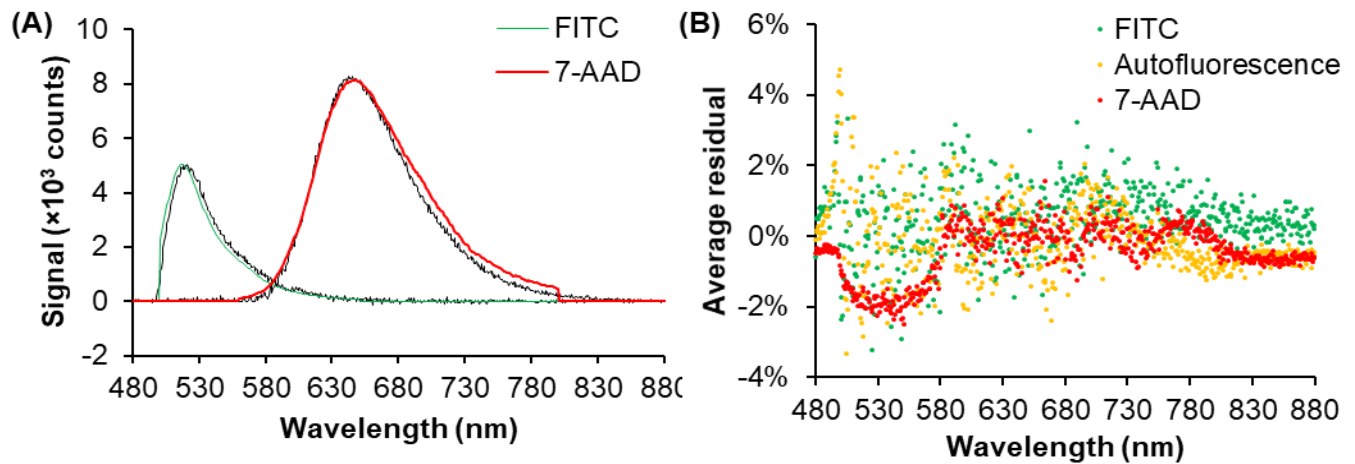 (A)
FITC
7-AAD
Signal (×10³ counts)
10
8
6
4
2
0
-2
480 530 580 630 680 730 780 830 880
Wavelength (nm)
(B)
FITC
Autofluorescence
7-AAD
Average residual
6%
4%
2%
0%
-2%
-4%
480 530 580 630 680 730 780 830 880
Wavelength (nm)